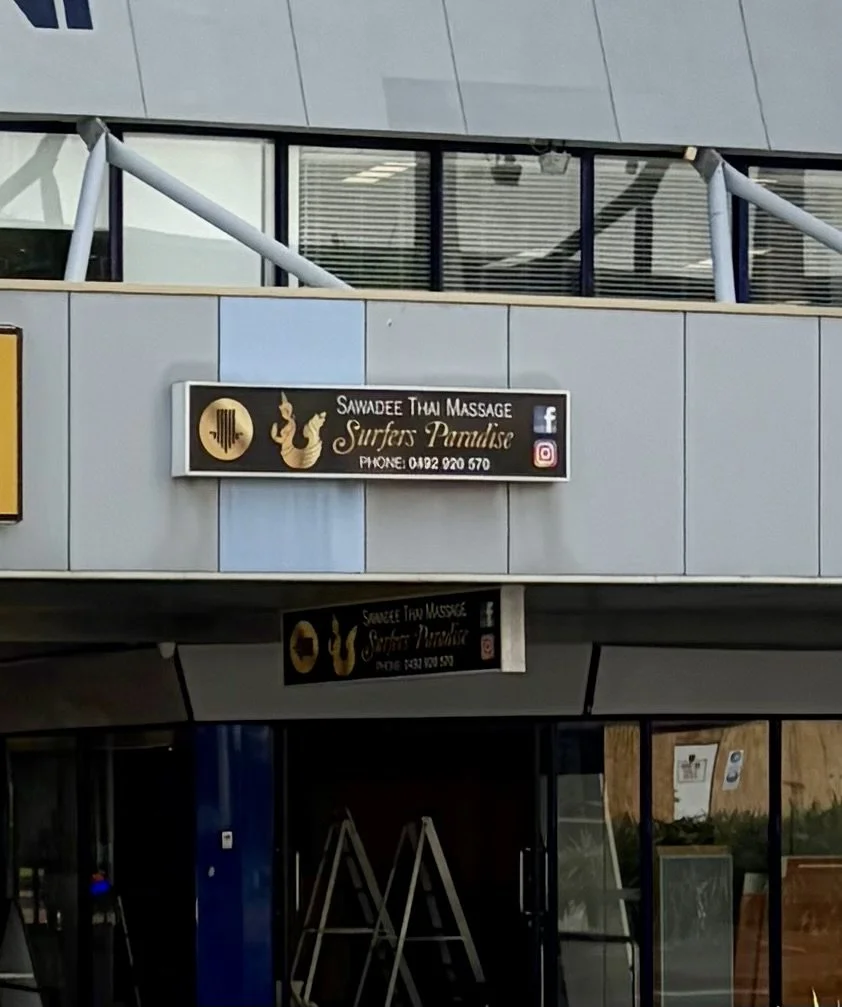 SAWADEE THAI MASSAGE
Surfers Paradise
PHONE: 0492 920 570
f
SAWADEE THAI MASSAGE
Surfers Paradise
PHONE: 0492 920 570
f